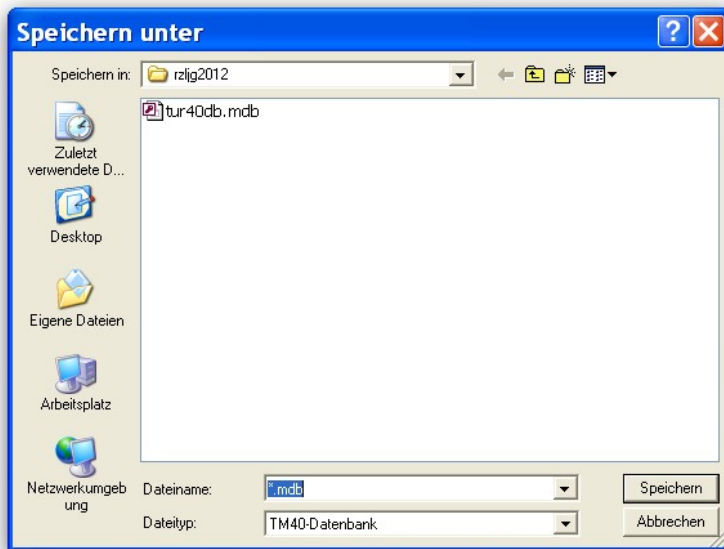 Speichern unter
Speichern in: rzljg2012
tur40db.mdb
Zuletzt
verwendete D...
Desktop
Eigene Dateien
Arbeitsplatz
Netzwerkumgeb
ung
Dateiname: *.mdb Speichern
Dateityp: TM40-Datenbank Abbrechen